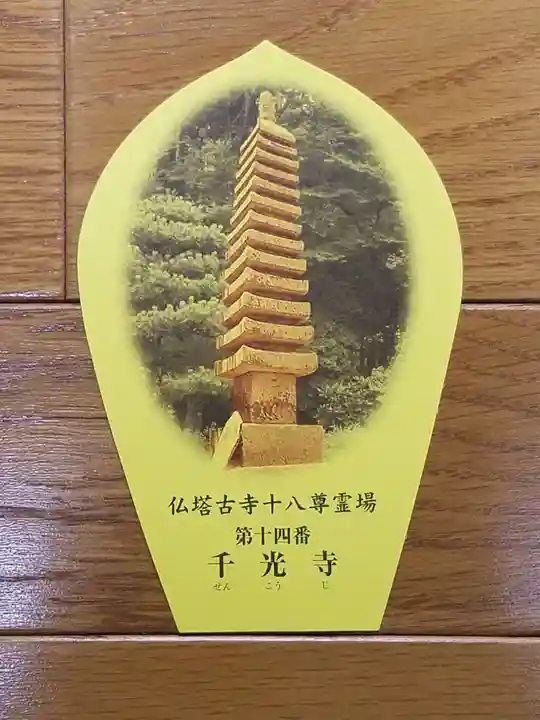 仏塔古寺十八尊霊場
第十四番
千光寺
せんこうじ